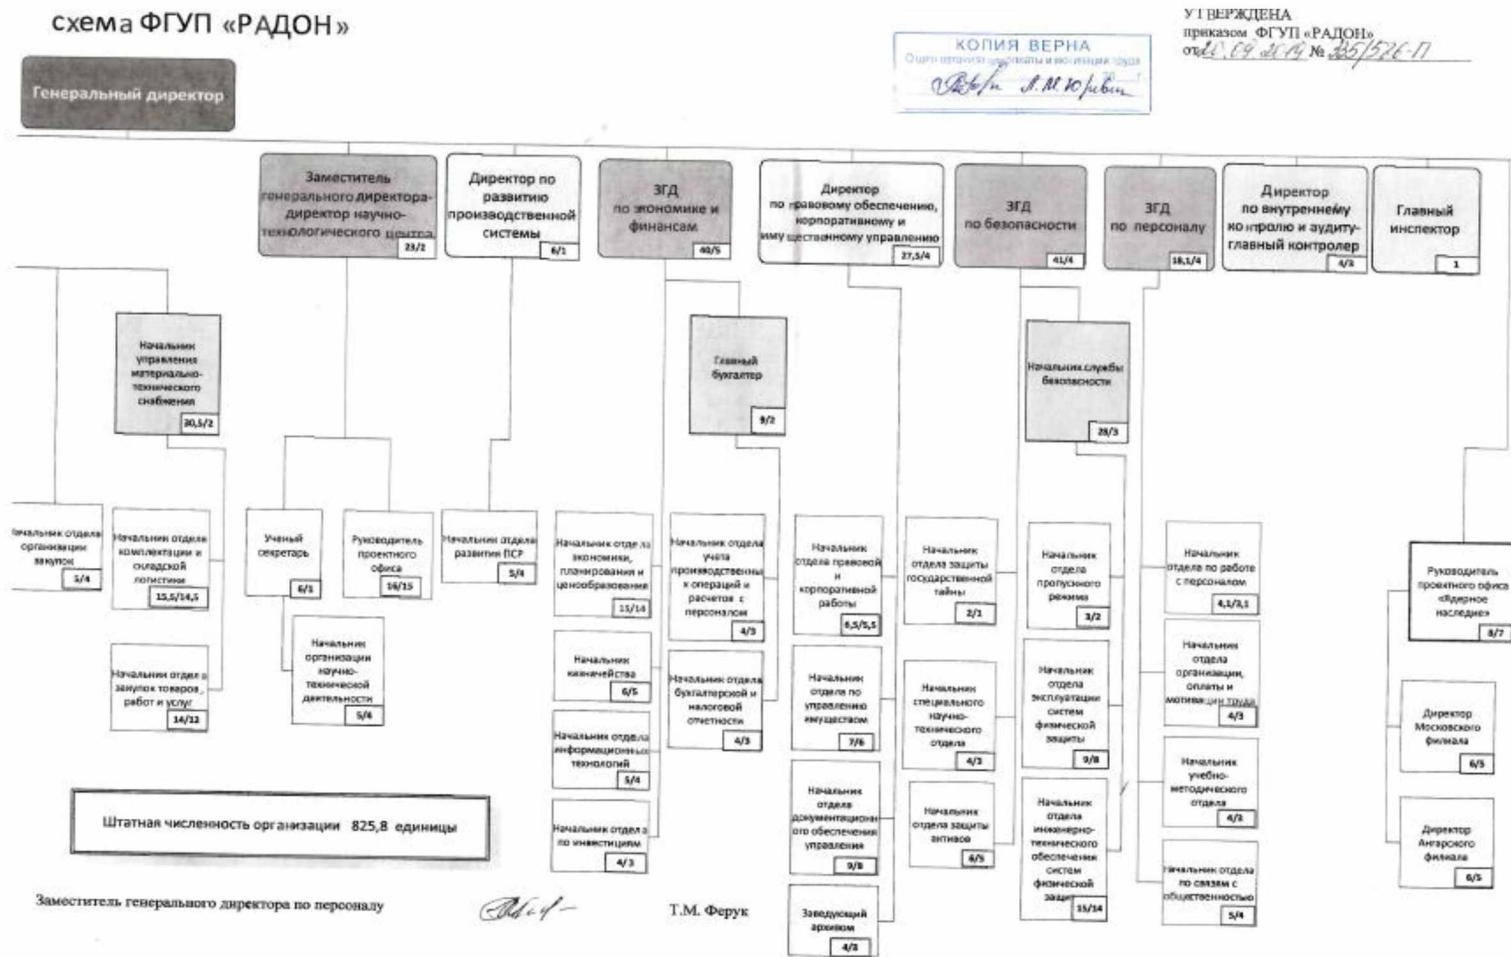 схема ФГУП «РАДОН»
УТВЕРЖДЕНА
приказом ФГУП «РАДОН»
от 20.09.2019 № 335/526-П
КОПИЯ ВЕРНА
Генеральный директор
Заместитель
генерального директора-
директор научно-
технологического центра
23/2
Директор по
развитию
производственной
системы
6/1
ЗГД
по экономике и
финансам
40/5
Директор
по правовому обеспечению,
корпоративному и
имущественному управлению
27,5/4
ЗГД
по безопасности
41/4
ЗГД
по персоналу
18,1/4
Директор
по внутреннему
контролю и аудиту-
главный контролер
4/3
Главный
инспектор
1
Начальник
управления
материально-
технического
снабжения
30,5/2
Главный
бухгалтер
9/2
Начальник службы
безопасности
28/3
Начальник отдела
организации
закупок
5/4
Начальник отдела
комплектации и
складской
логистики
15,5/14,5
Ученый
секретарь
6/1
Руководитель
проектного
офиса
16/15
Начальник отдела
развития ПСР
5/4
Начальник отдела
экономики,
планирования и
ценообразования
15/14
Начальник отдела
учета
производственны
х операций и
расчетов с
персоналом
4/3
Начальник
отдела правовой
и
корпоративной
работы
6,5/5,5
Начальник
отдела защиты
государственной
тайны
2/1
Начальник
отдела
пропускного
режима
3/2
Начальник
отдела по работе
с персоналом
4,1/3,1
Руководитель
проектного офиса
«Ядерное
наследие»
8/7
Начальник отдела
закупок товаров,
работ и услуг
14/13
Начальник
организации
научно-
технической
деятельности
5/4
Начальник
казначейства
6/5
Начальник отдела
бухгалтерской и
налоговой
отчетности
4/3
Начальник
отдела по
управлению
имуществом
7/6
Начальник
специального
научно-
технического
отдела
4/3
Начальник
отдела
эксплуатации
систем
физической
защиты
9/8
Начальник
отдела
организации,
оплаты и
мотивации труда
4/3
Директор
Московского
филиала
6/5
Начальник отдела
информационных
технологий
5/4
Начальник
отдела
документационн
ого обеспечения
управления
9/8
Начальник
отдела защиты
активов
6/5
Начальник
отдела
инженерно-
технического
обеспечения
систем
физической
защиты
15/14
Начальник
учебно-
методического
отдела
4/3
Директор
Ангарского
филиала
6/5
Штатная численность организации 825,8 единицы
Начальник отдела
по инвестициям
4/3
Начальник отдела
по связям с
общественностью
5/4
Заведующий
архивом
4/3
Заместитель генерального директора по персоналу
Т.М. Ферук